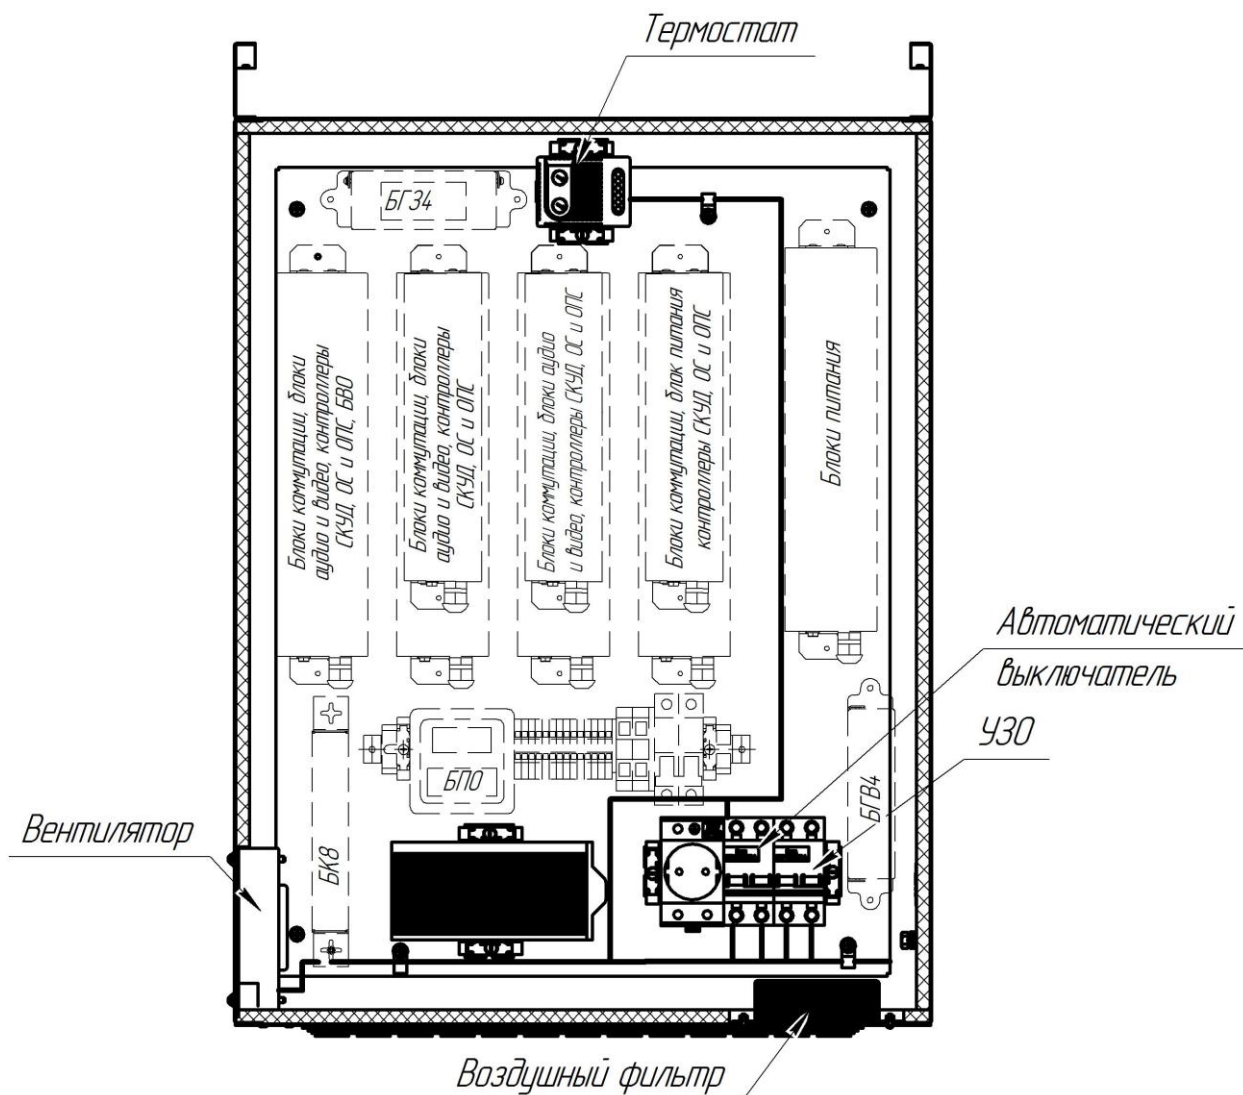 Термостат
БГЗ4
Блоки коммутации, блоки
аудио и видео, контроллеры
СКУД, ОС и ОПС, БВО
Блоки коммутации, блоки
аудио и видео, контроллеры
СКУД, ОС и ОПС
Блоки коммутации, блоки аудио
и видео, контроллеры СКУД, ОС и ОПС
Блоки коммутации, блок питания
контроллеры СКУД, ОС и ОПС
Блоки питания
Автоматический
выключатель
УЗО
БПО
БГВ4
Вентилятор
БК8
Воздушный фильтр